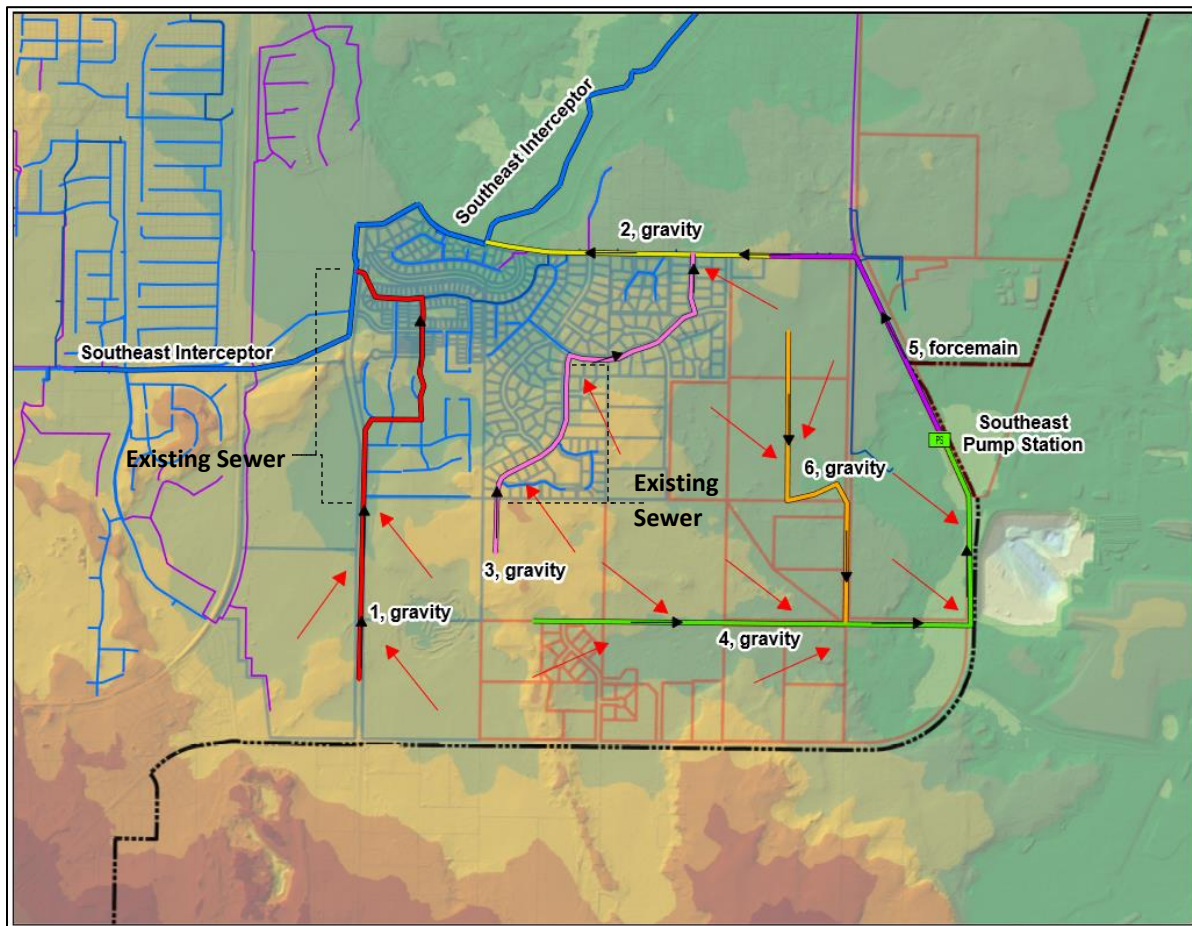 Southeast Interceptor
2, gravity
Southeast Interceptor
5, forcemain
Southeast
Pump Station
PS
Existing Sewer
6, gravity
Existing
Sewer
3, gravity
1, gravity
4, gravity